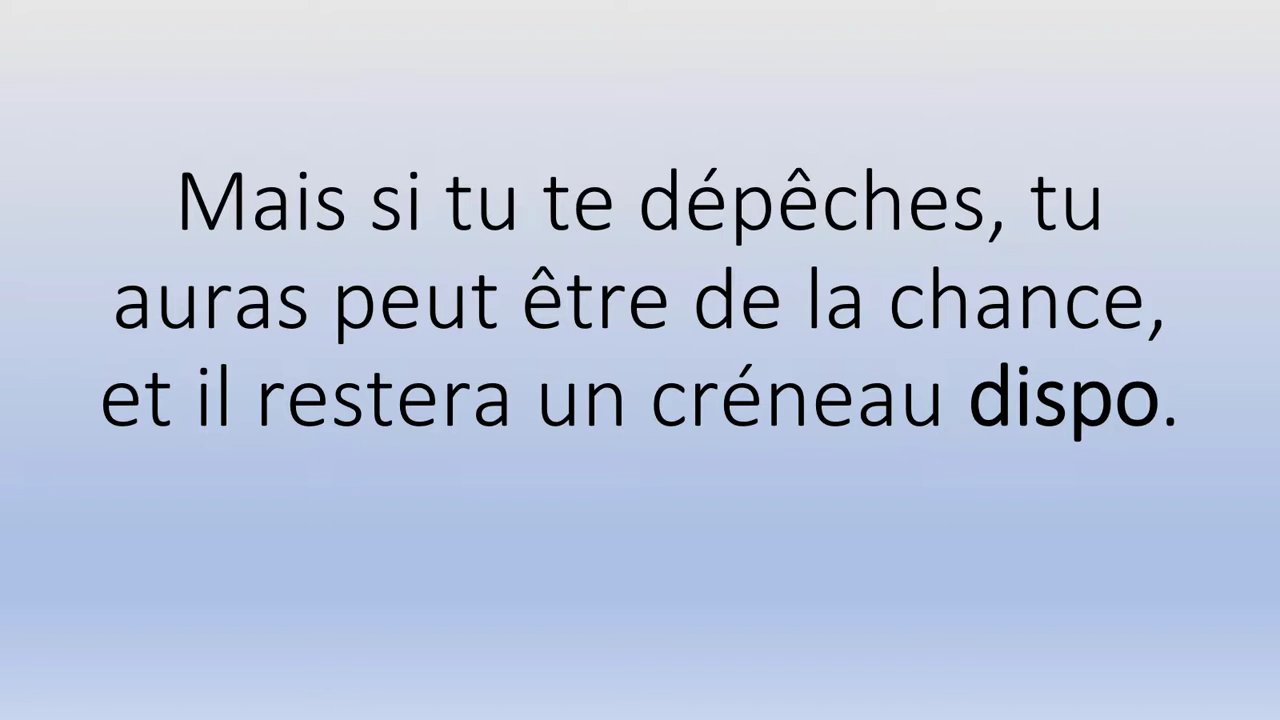 Mais si tu te dépêches, tu
auras peut être de la chance,
et il restera un créneau dispo.